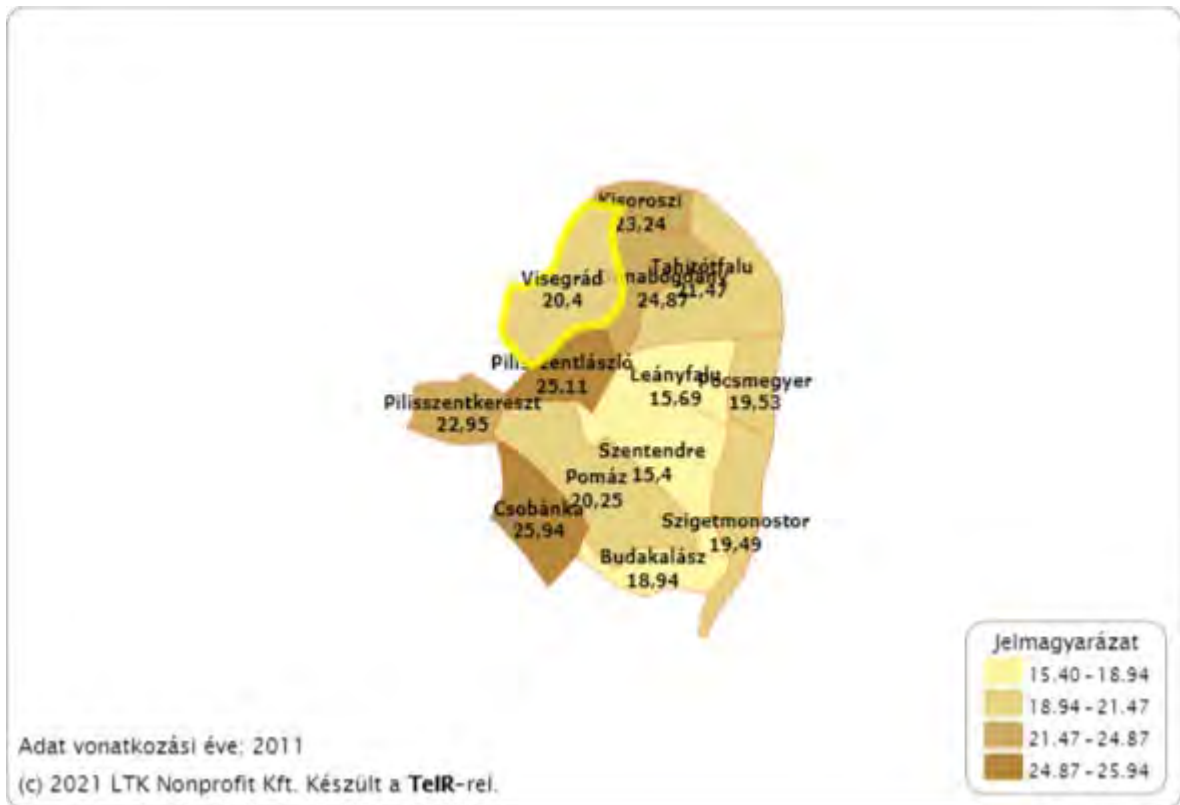 Kisoroszi
23,24
Tahitótfalu
21,47
Visegrád
20,4
24,87
Pilisszentlászló
25,11
Leányfalu
15,69
Pócsmegyer
19,53
Pilisszentkereszt
22,95
Szentendre
15,4
Pomáz
20,25
Csobánka
25,94
Szigetmonostor
19,49
Budakalász
18,94
Jelmagyarázat
15.40 - 18.94
18.94 - 21.47
21.47 - 24.87
24.87 - 25.94
Adat vonatkozási éve: 2011
(c) 2021 LTK Nonprofit Kft. Készült a TeIR-rel.